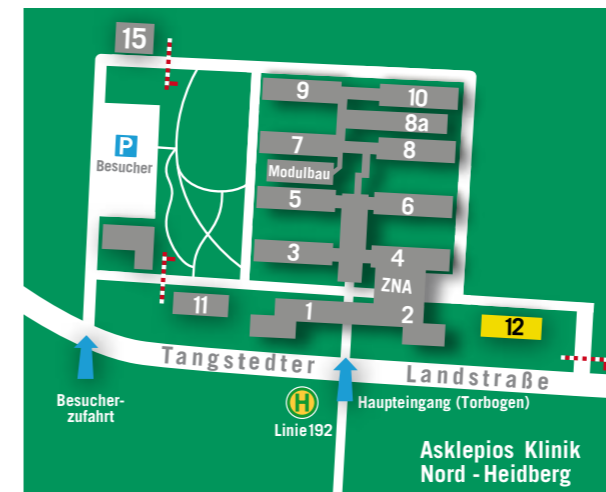 15
9
10
8a
P
Besucher
7
8
Modulbau
5
6
3
4
ZNA
11
1
2
12
Tangstedter Landstraße
Besucher-
zufahrt
H
Linie192
Haupteingang (Torbogen)
Asklepios Klinik
Nord - Heidberg